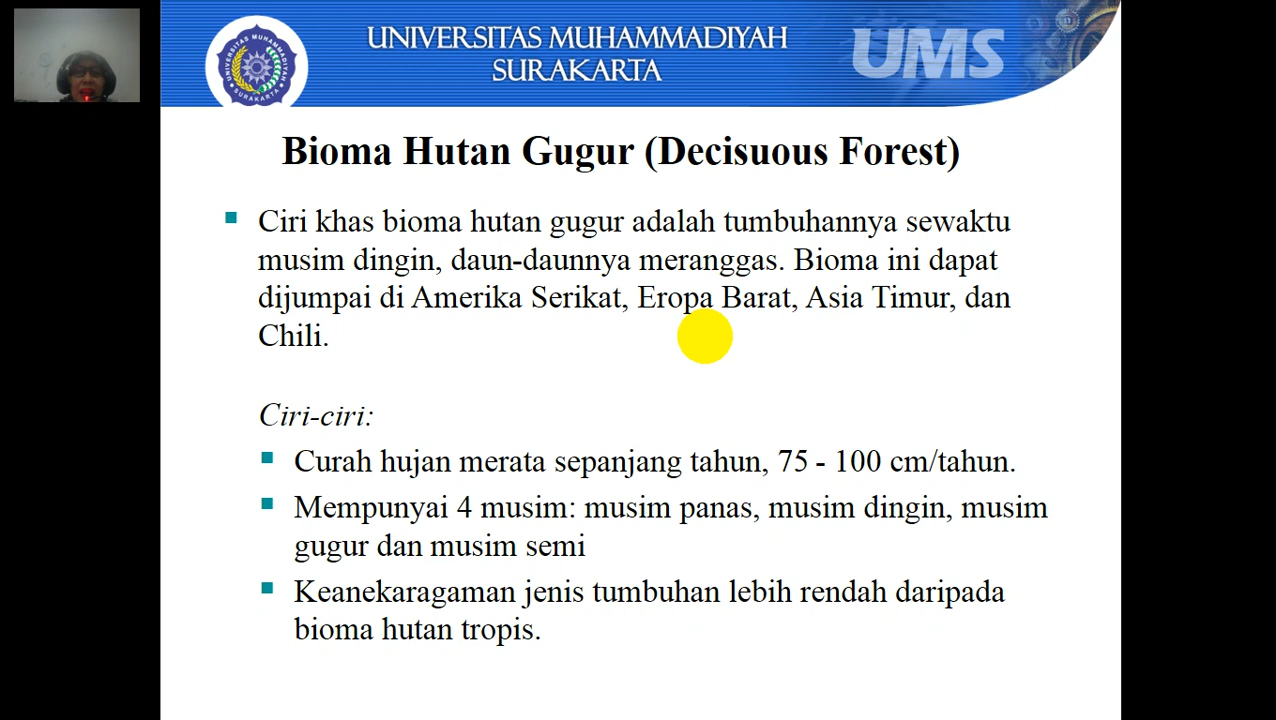 UNIVERSITAS MUHAMMADIYAH
SURAKARTA
UMS
UNIVERSITAS MUHAMMADIYAH
SURAKARTA
Bioma Hutan Gugur (Decisuous Forest)
Ciri khas bioma hutan gugur adalah tumbuhannya sewaktu
musim dingin, daun-daunnya meranggas. Bioma ini dapat
dijumpai di Amerika Serikat, Eropa Barat, Asia Timur, dan
Chili.
Ciri-ciri:
Curah hujan merata sepanjang tahun, 75 - 100 cm/tahun.
Mempunyai 4 musim: musim panas, musim dingin, musim
gugur dan musim semi
Keanekaragaman jenis tumbuhan lebih rendah daripada
bioma hutan tropis.